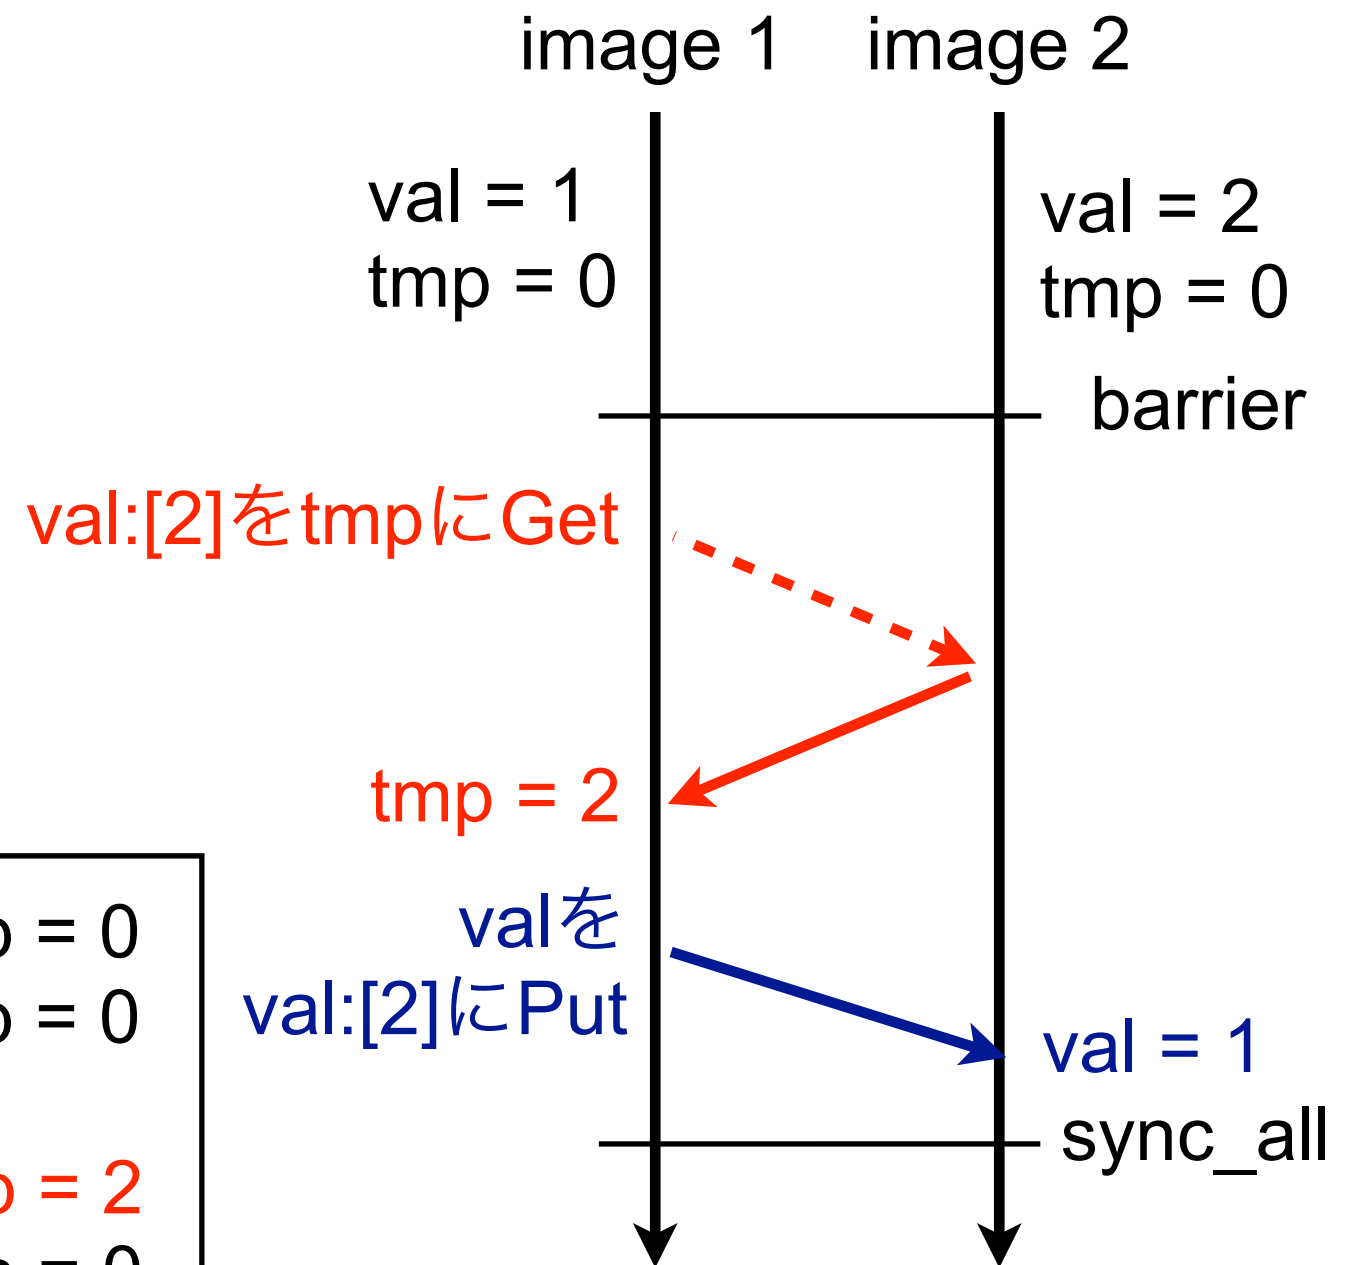 image 1 image 2
val = 1
tmp = 0
val = 2
tmp = 0
barrier
val:[2]をtmpにGet
tmp = 2
valを
val:[2]にPut
val = 1
sync_all
= 0
= 0
= 2
= 0